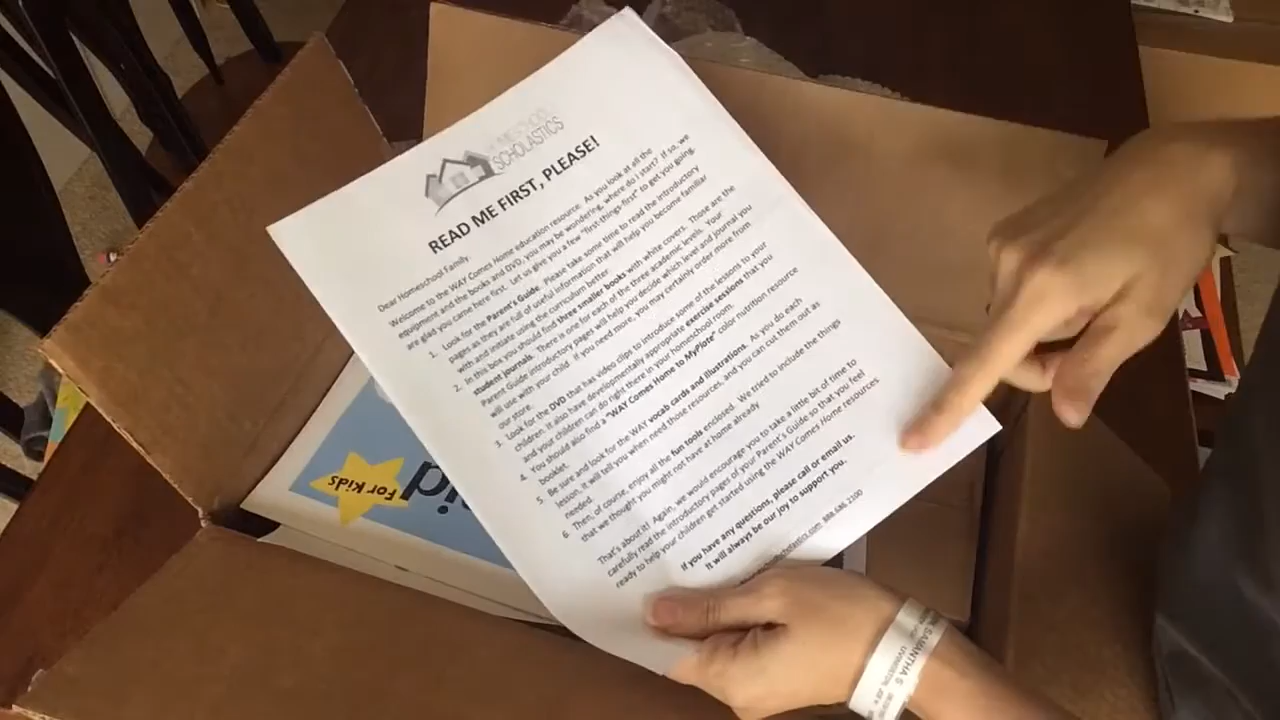 HOMESCHOOL
SCHOLASTICS
READ ME FIRST, PLEASE!
Dear Homeschool Family:
Welcome to the WAY Comes Home education resource. As you look at all the
equipment and the books and DVD, you may be wondering, where do I start? If so, we
are glad you came here first. Let us give you a few "first-things-first" to get you going.
1. Look for the Parent's Guide. Please take some time to read the introductory
pages as they are full of useful information that will help you become familiar
with and initiate using the curriculum better.
2. In this box you should find three smaller books with white covers. Those are the
student journals. There is one for each of the three academic levels. Your
Parent Guide introductory pages will help you decide which level and journal you
will use with your child. If you need more, you may certainly order more from
our store.
3. Look for the DVD that has video clips to introduce some of the lessons to your
children. It also have developmentally appropriate exercise sessions that you
and your children can do right there in your homeschool room.
4. You should also find a "WAY Comes Home to MyPlate" color nutrition resource
booklet.
5. Be sure and look for the WAY vocab cards and illustrations. As you do each
lesson, it will tell you when need those resources, and you can cut them out as
needed.
6. Then, of course, enjoy all the fun tools enclosed. We tried to include the things
that we thought you might not have at home already
That's about it! Again, we would encourage you to take a little bit of time to
carefully read the introductory pages of your Parent's Guide so that you feel
ready to help your children get started using the WAY Comes Home resources
If you have any questions, please call or email us.
It will always be our joy to support you.
888.686.2100
For Kids
SAMANTHA S